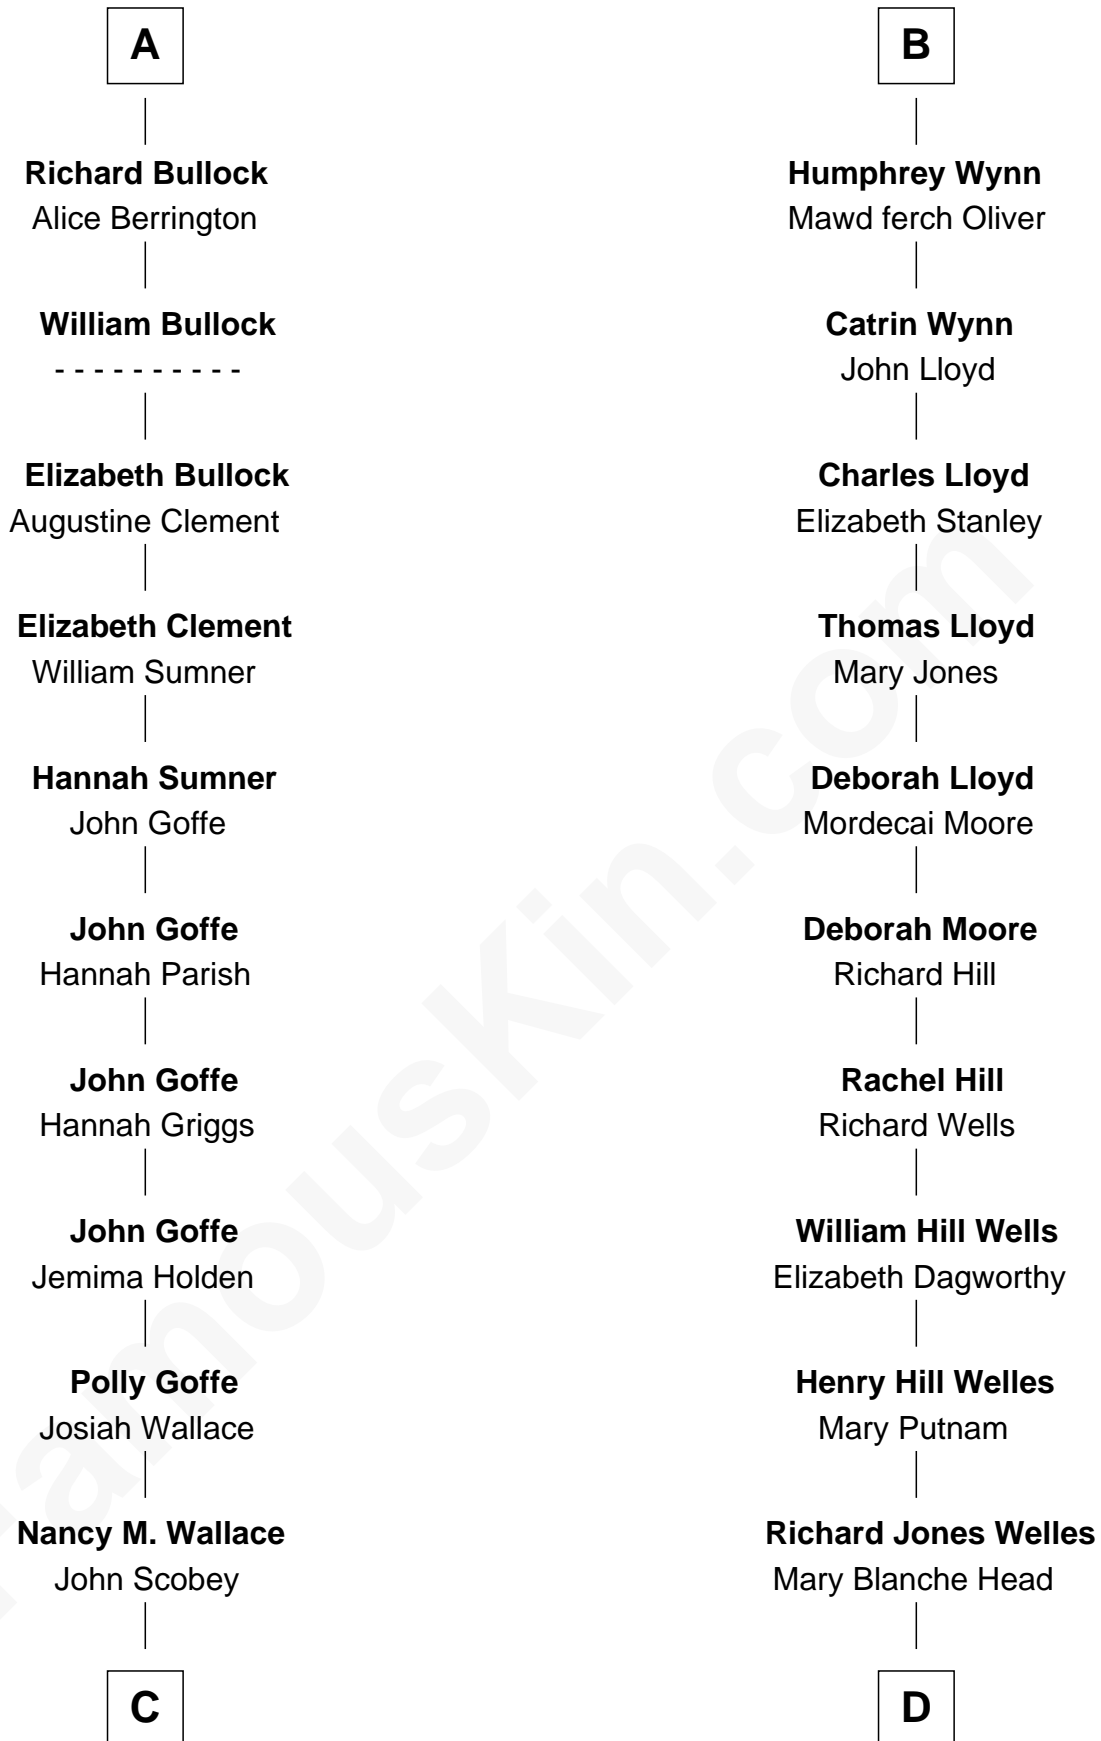 A
Richard Bullock
Alice Berrington
William Bullock
- - - - - - - - - -
Elizabeth Bullock
Augustine Clement
Elizabeth Clement
William Sumner
Hannah Sumner
John Goffe
John Goffe
Hannah Parish
John Goffe
Hannah Griggs
John Goffe
Jemima Holden
Polly Goffe
Josiah Wallace
Nancy M. Wallace
John Scobey
C
B
Humphrey Wynn
Mawd ferch Oliver
Catrin Wynn
John Lloyd
Charles Lloyd
Elizabeth Stanley
Thomas Lloyd
Mary Jones
Deborah Lloyd
Mordecai Moore
Deborah Moore
Richard Hill
Rachel Hill
Richard Wells
William Hill Wells
Elizabeth Dagworthy
Henry Hill Welles
Mary Putnam
Richard Jones Welles
Mary Blanche Head
D
FamousKin.com